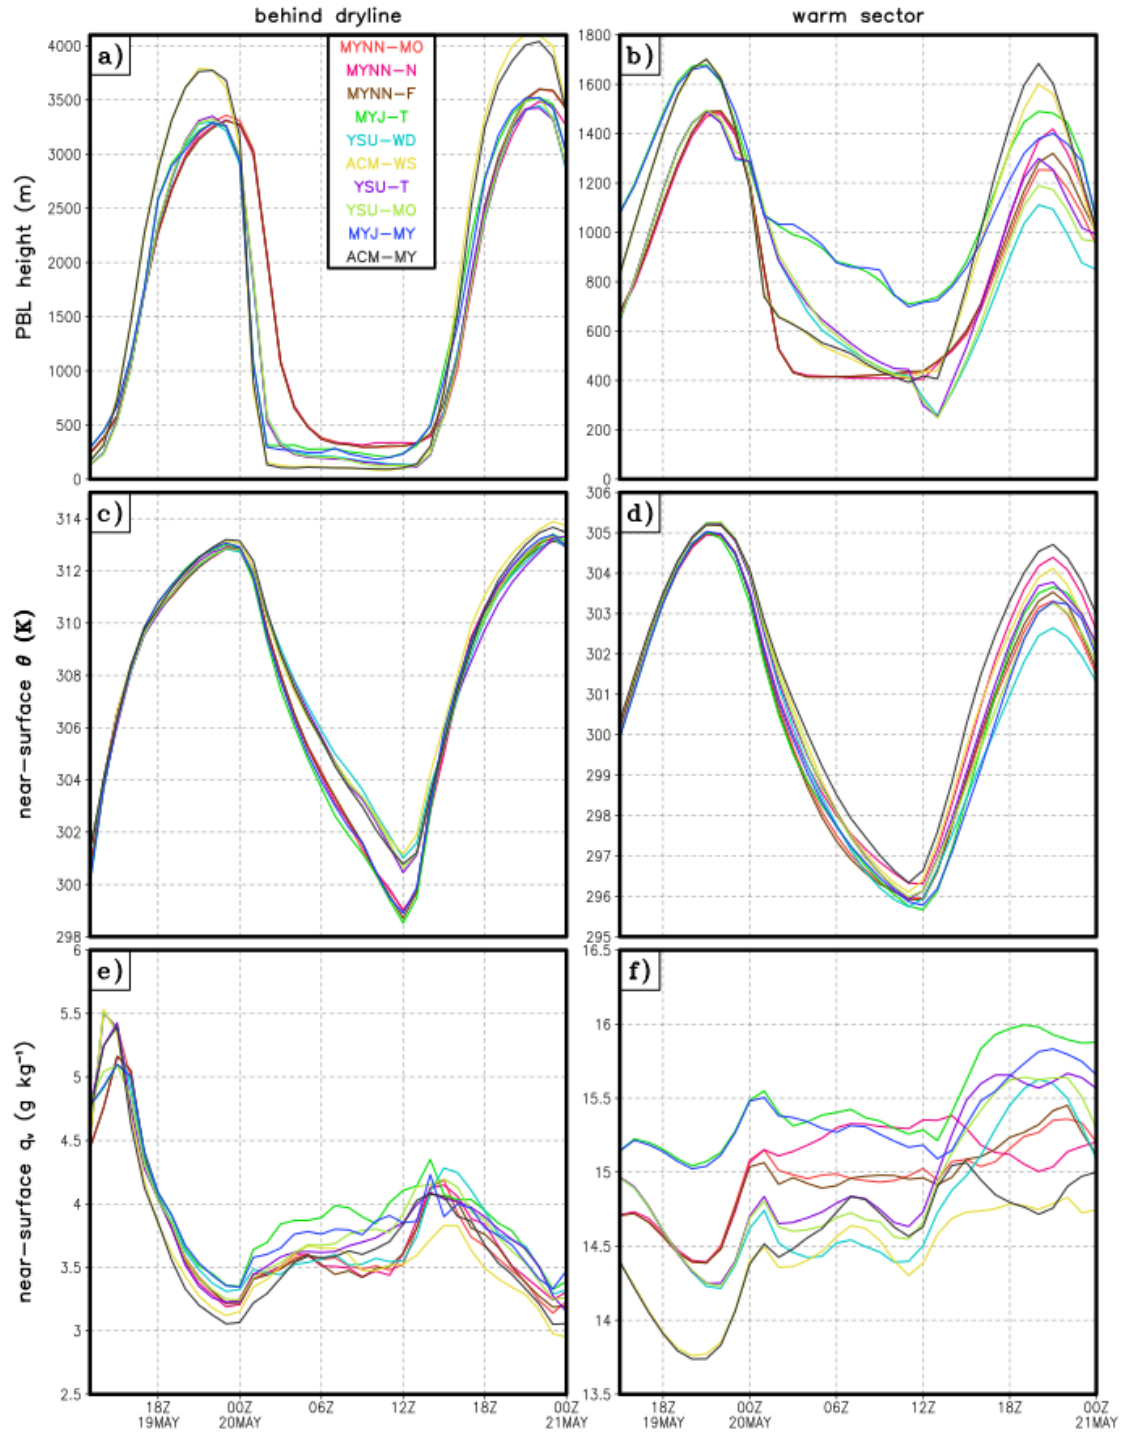 behind dryline
warm sector
a)
4000
3500
3000
2500
2000
1500
1000
500
0
PBL height (m)
MYNN-MO
MYNN-N
MYNN-F
MYJ-T
YSU-WD
ACM-WS
YSU-T
YSU-MO
MYJ-MY
ACM-MY
b)
1800
1600
1400
1200
1000
800
600
400
200
0
c)
314
312
310
308
306
304
302
300
298
near-surface θ (K)
d)
306
305
304
303
302
301
300
299
298
297
296
295
e)
6
5.5
5
4.5
4
3.5
3
2.5
near-surface qᵥ (g kg⁻¹)
18Z
19MAY
00Z
20MAY
06Z
12Z
18Z
00Z
21MAY
f)
16.5
16
15.5
15
14.5
14
13.5
18Z
19MAY
00Z
20MAY
06Z
12Z
18Z
00Z
21MAY